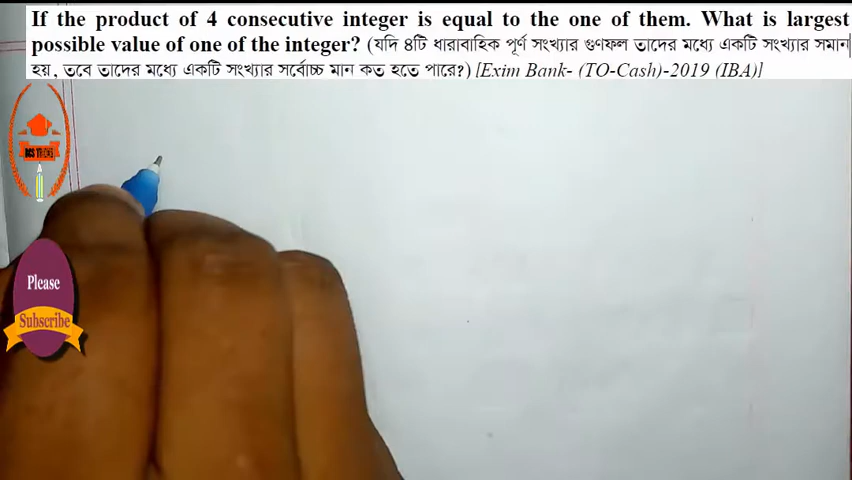 If the product of 4 consecutive integer is equal to the one of them. What is largest
possible value of one of the integer? (যদি ৪টি ধারাবাহিক পূর্ণ সংখ্যার গুণফল তাদের মধ্যে একটি সংখ্যার সমান
হয়, তবে তাদের মধ্যে একটি সংখ্যার সর্বোচ্চ মান কত হতে পারে?) [Exim Bank- (TO-Cash)-2019 (IBA)]
BCS TRICKS
Please
Subscribe